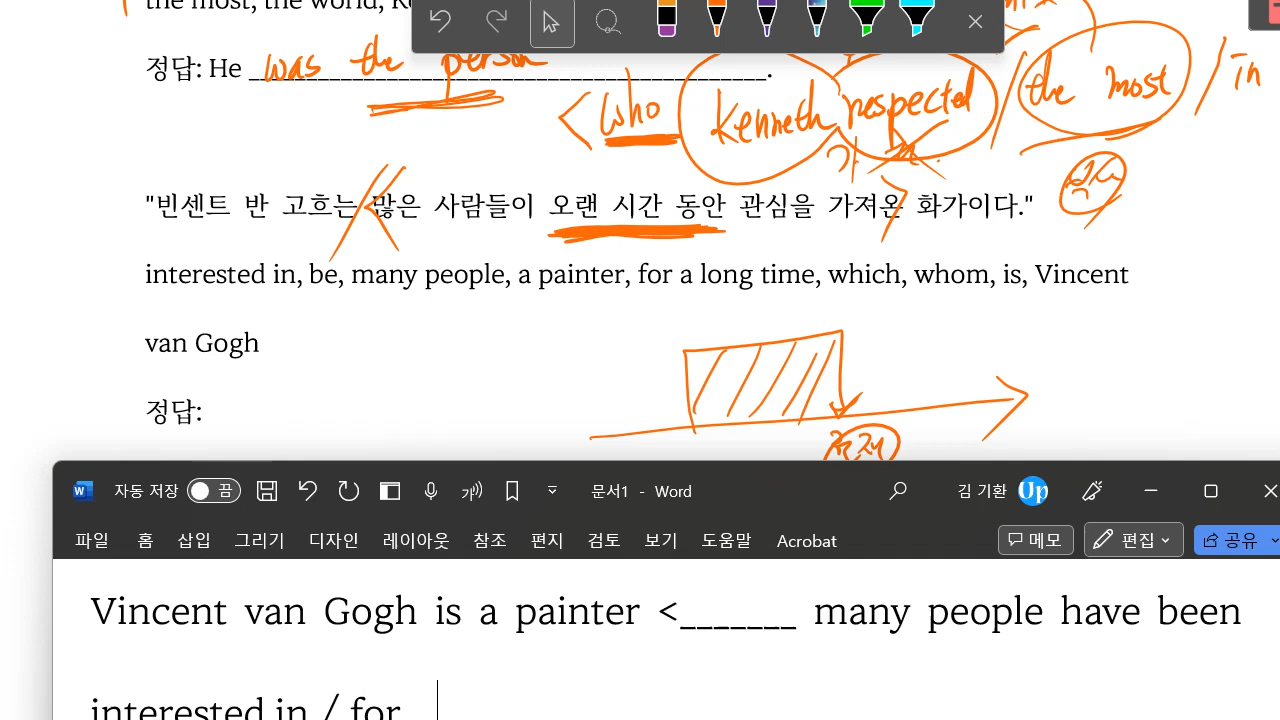 the most, the world, K
정답: He was the person.
<who Kenneth respected / the most / in
"빈센트 반 고흐는 많은 사람들이 오랜 시간 동안 관심을 가져온 화가이다."
interested in, be, many people, a painter, for a long time, which, whom, is, Vincent
van Gogh
정답:
자동 저장 끔 가)) 문서1 - Word 김 기환 Up
파일 홈 삽입 그리기 디자인 레이아웃 참조 편지 검토 보기 도움말 Acrobat 메모 편집 공유
Vincent van Gogh is a painter <_______ many people have been
interested in / for